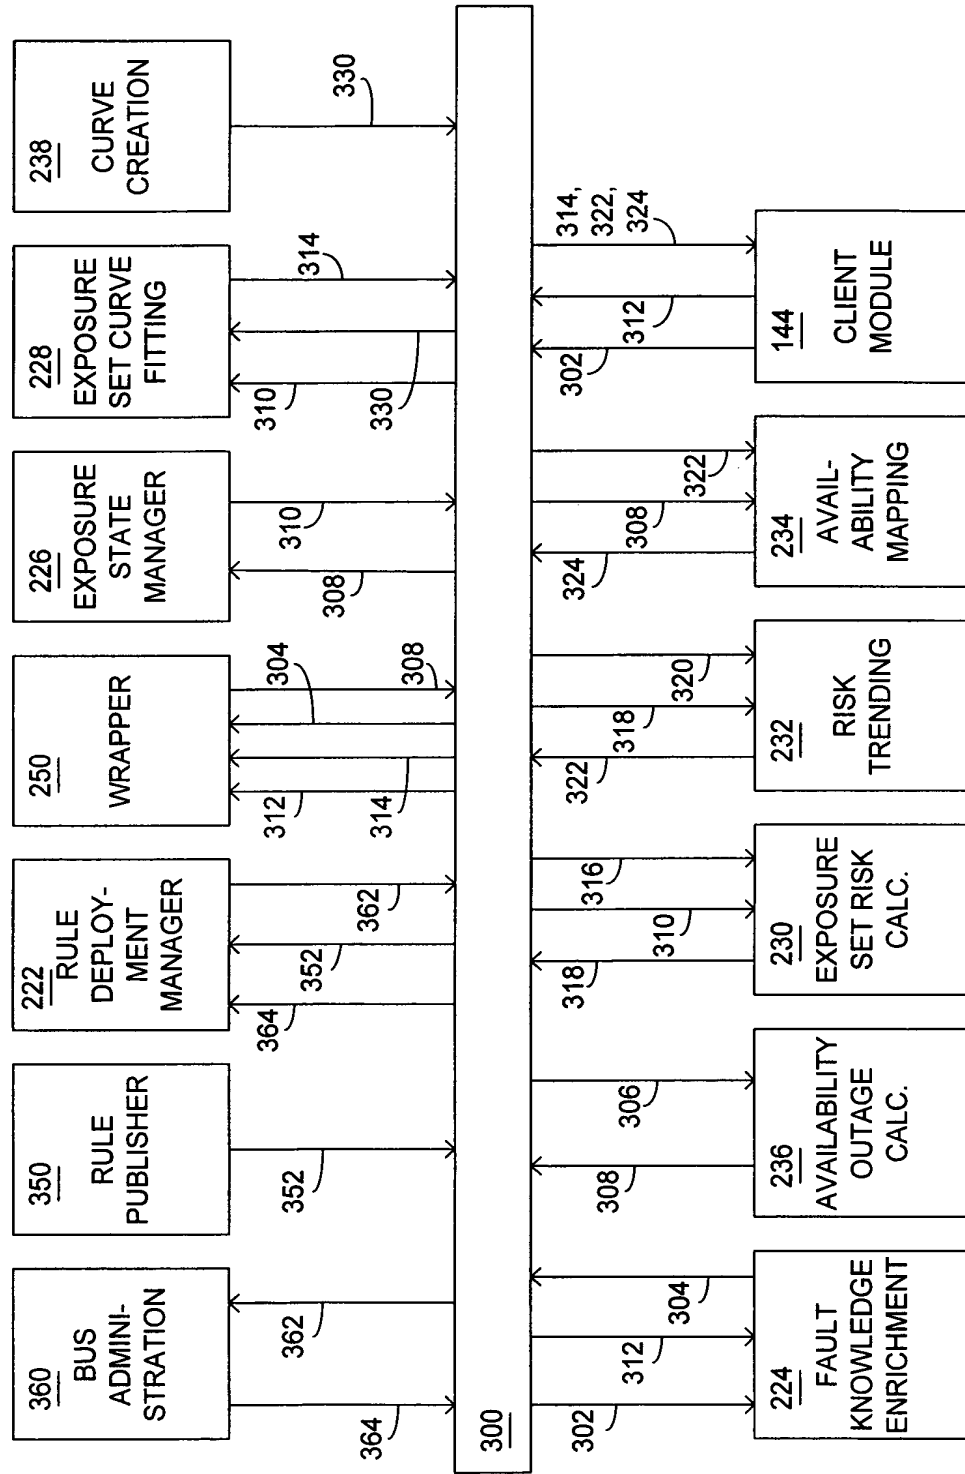 360
BUS
ADMINI-
STRATION
350
RULE
PUBLISHER
222
RULE
DEPLOY-
MENT
MANAGER
250
WRAPPER
226
EXPOSURE
STATE
MANAGER
228
EXPOSURE
SET CURVE
FITTING
238
CURVE
CREATION
364
362
352
364
352
362
312
314
304
308
308
310
310
330
314
330
300
302
312
304
308
306
318
310
316
322
318
320
324
308
322
302
312
314,
322,
324
224
FAULT
KNOWLEDGE
ENRICHMENT
236
AVAILABILITY
OUTAGE
CALC.
230
EXPOSURE
SET RISK
CALC.
232
RISK
TRENDING
234
AVAIL-
ABILITY
MAPPING
144
CLIENT
MODULE